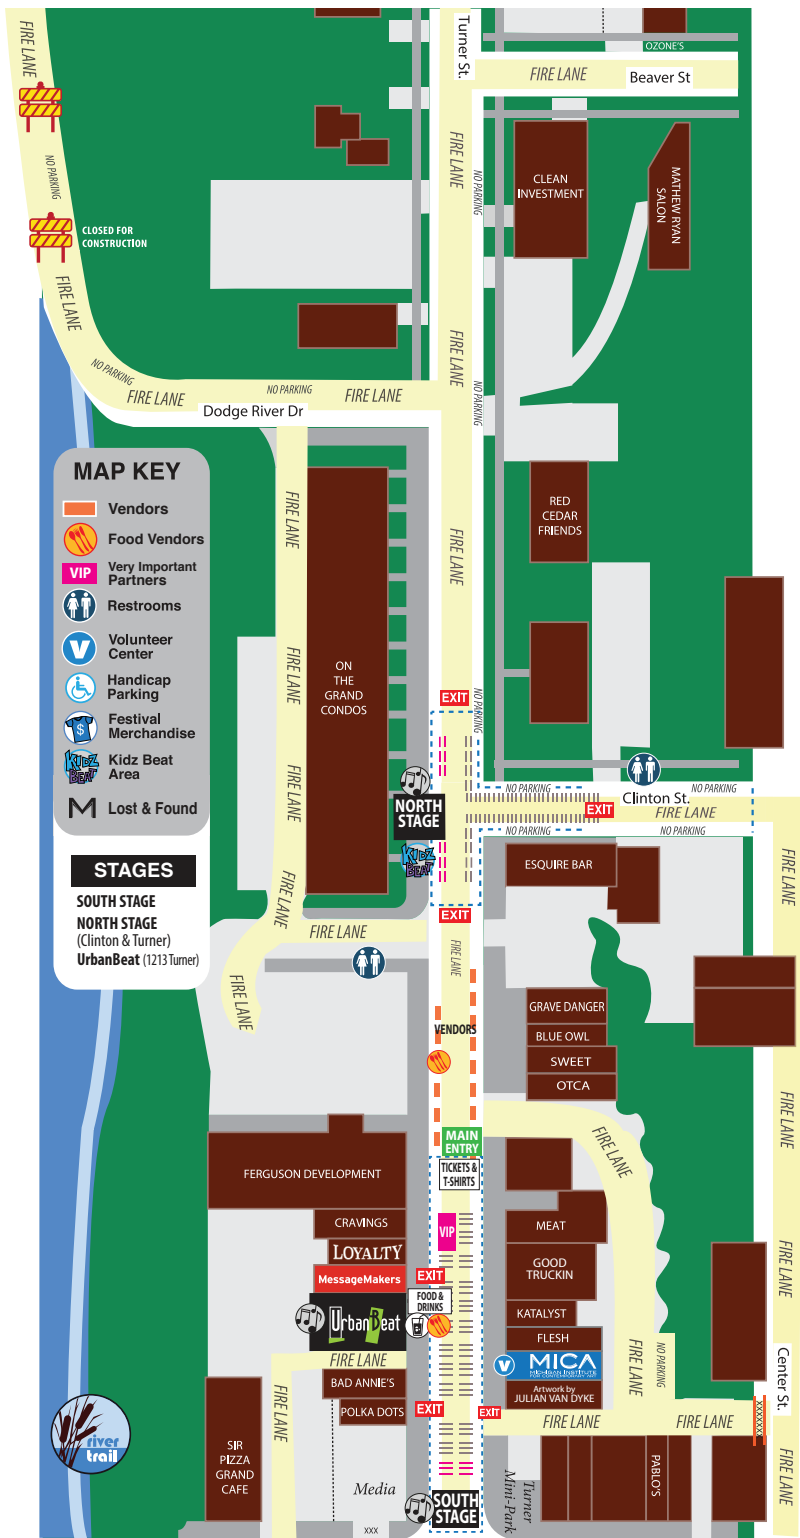 FIRE LANE
Turner St.
OZONE'S
FIRE LANE
Beaver St
FIRE LANE
NO PARKING
NO PARKING
CLEAN
INVESTMENT
MATHEW RYAN
SALON
CLOSED FOR
CONSTRUCTION
FIRE LANE
FIRE LANE
NO PARKING
FIRE LANE
NO PARKING
FIRE LANE
NO PARKING
Dodge River Dr
MAP KEY
Vendors
Food Vendors
VIP
Very Important
Partners
Restrooms
V
Volunteer
Center
Handicap
Parking
$
Festival
Merchandise
KIDZ
BEAT
Kidz Beat
Area
M
Lost & Found
STAGES
SOUTH STAGE
NORTH STAGE
(Clinton & Turner)
UrbanBeat (1213 Turner)
FIRE LANE
FIRE LANE
RED
CEDAR
FRIENDS
FIRE LANE
ON
THE
GRAND
CONDOS
EXIT
NO PARKING
FIRE LANE
NORTH
STAGE
NO PARKING
EXIT
Clinton St.
NO PARKING
FIRE LANE
NO PARKING
NO PARKING
KIDZ
BEAT
ESQUIRE BAR
FIRE LANE
FIRE LANE
EXIT
FIRE LANE
FIRE LANE
FIRE LANE
GRAVE DANGER
BLUE OWL
SWEET
OTCA
VENDORS
MAIN
ENTRY
TICKETS &
T-SHIRTS
FIRE LANE
FIRE LANE
FERGUSON DEVELOPMENT
CRAVINGS
LOYALTY
MessageMakers
UrbanBeat
VIP
EXIT
FOOD &
DRINKS
MEAT
GOOD
TRUCKIN
KATALYST
FLESH
V
MICA
MICHIGAN INSTITUTE
FOR CONTEMPORARY ART
Artwork by
JULIAN VAN DYKE
FIRE LANE
NO PARKING
FIRE LANE
Center St.
FIRE LANE
BAD ANNIE'S
POLKA DOTS
FIRE LANE
EXIT
EXIT
FIRE LANE
FIRE LANE
XXXXXXX
FIRE LANE
river
trail
SIR
PIZZA
GRAND
CAFE
Media
xxx
SOUTH
STAGE
Turner
Mini-Park
PABLO'S